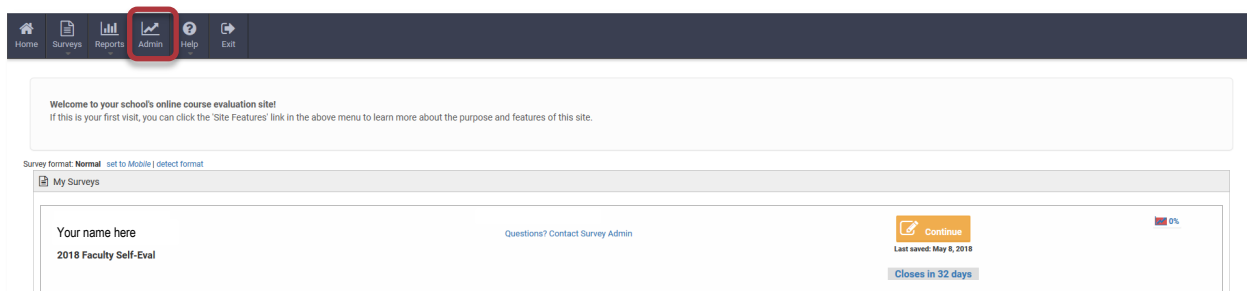 Home Surveys Reports Admin Help Exit
Welcome to your school's online course evaluation site!
If this is your first visit, you can click the 'Site Features' link in the above menu to learn more about the purpose and features of this site.
Survey format: Normal set to Mobile | detect format
My Surveys
Your name here
Questions? Contact Survey Admin
Continue
0%
2018 Faculty Self-Eval
Last saved: May 8, 2018
Closes in 32 days